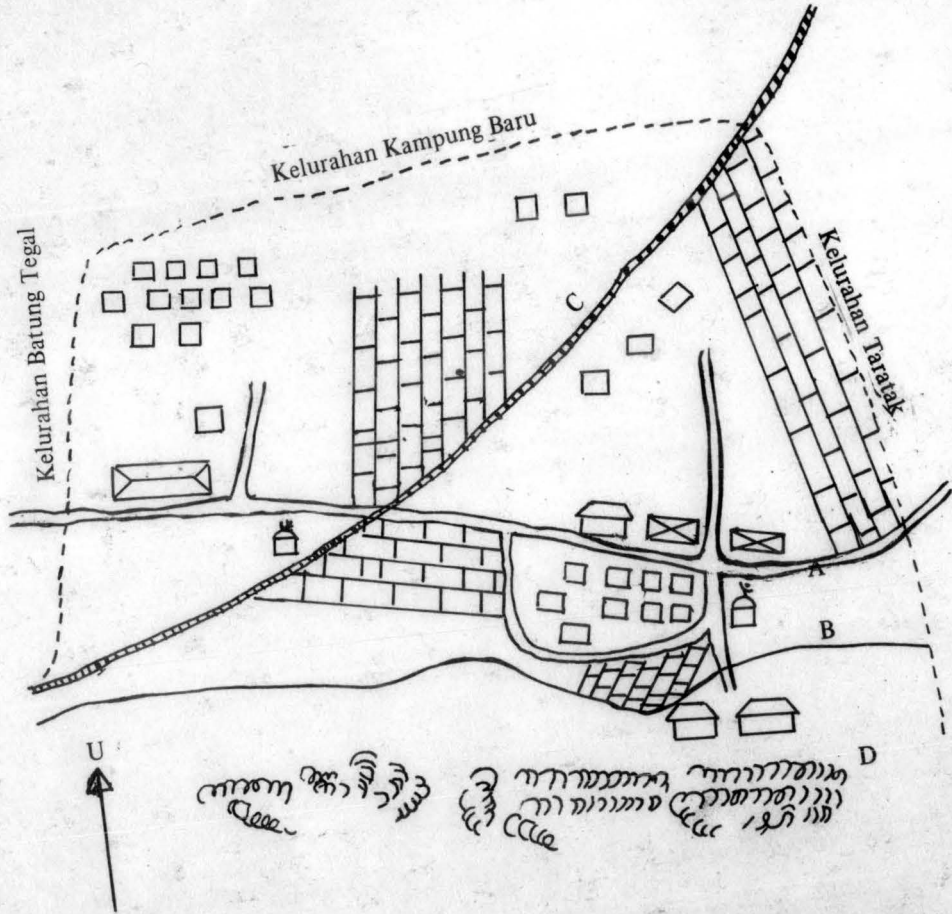 Kelurahan Kampung Baru
Kelurahan Batung Tegal
Kelurahan Taratak
C
A
B
D
U